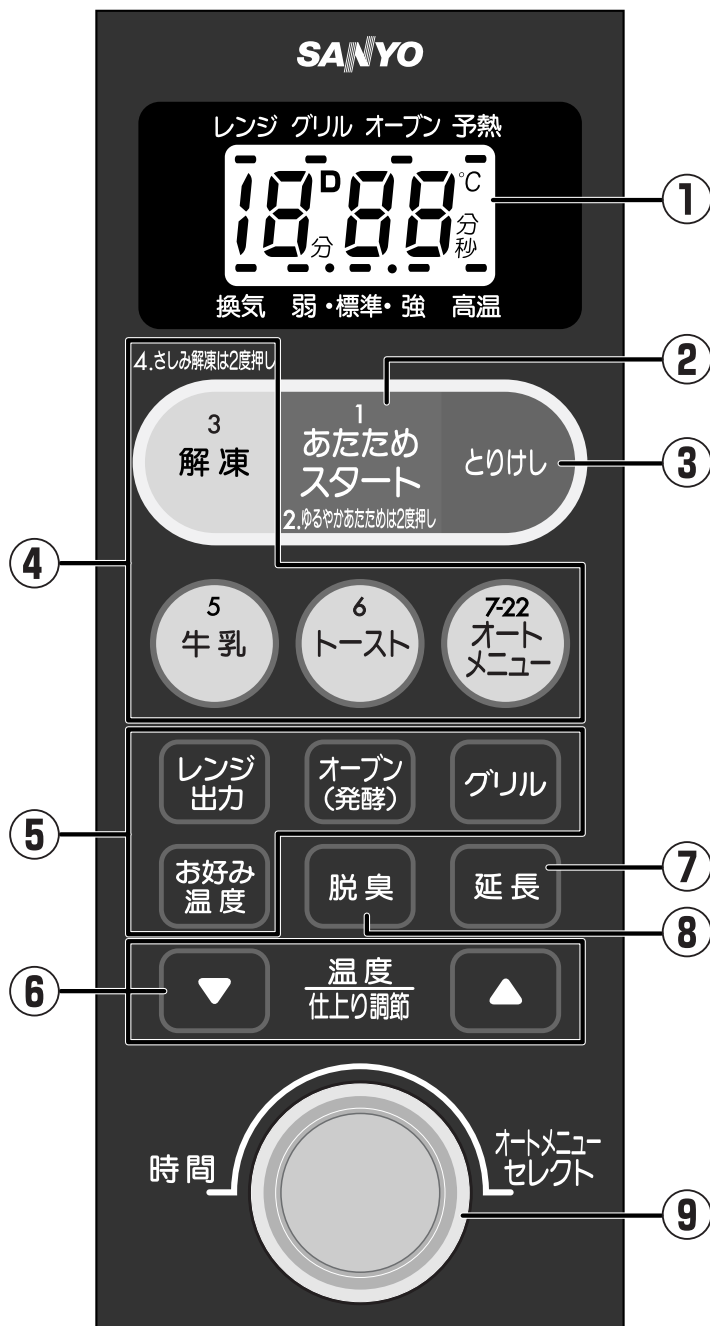 SANYO
レンジ グリル オーブン 予熱
18 D 88 ℃
分 分
秒
換気 弱・標準・強 高温
①
4.さしみ解凍は2度押し
②
3
解凍
1
あたため
スタート
2.ゆるやかあたためは2度押し
とりけし
③
④
5
牛乳
6
トースト
7-22
オート
メニュー
⑤
レンジ
出力
オーブン
(発酵)
グリル
お好み
温度
脱臭
延長
⑦
⑧
⑥
▼
温度
仕上り調節
▲
時間
オートメニュー
セレクト
⑨